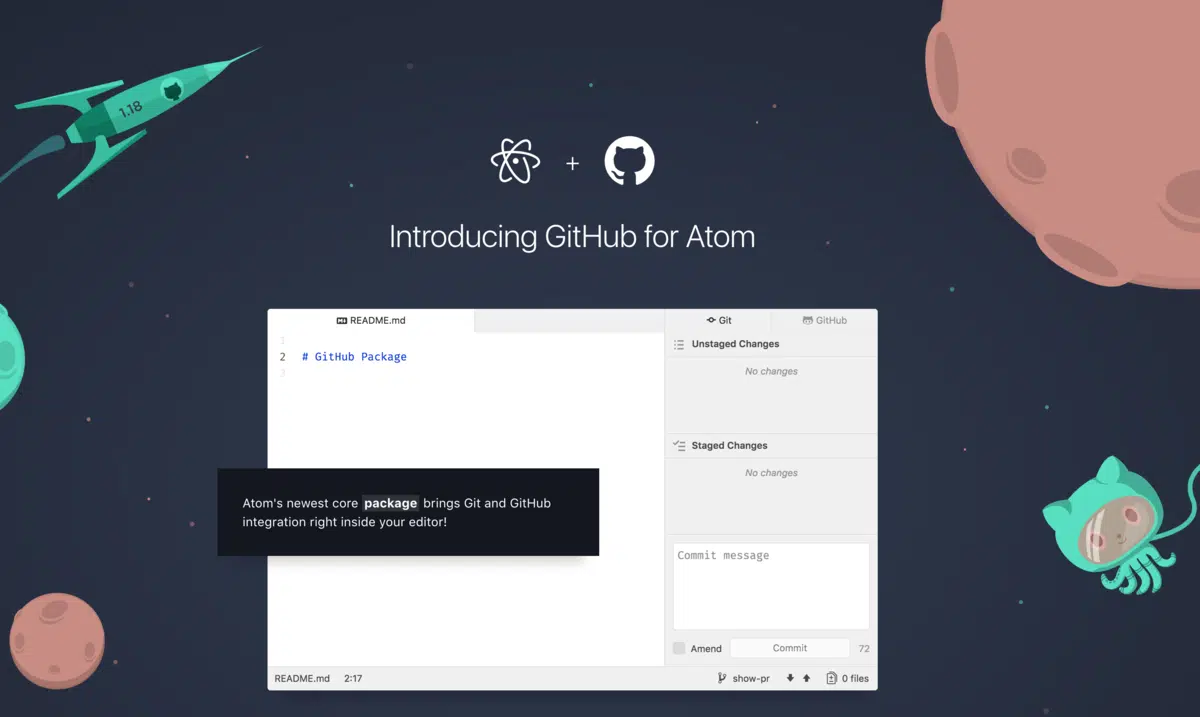 1.18
+
Introducing GitHub for Atom
README.md
Git
GitHub
1
2 # GitHub Package
3
Unstaged Changes
No changes
Staged Changes
No changes
Atom's newest core package brings Git and GitHub
integration right inside your editor!
Commit message
Amend
Commit
72
README.md 2:17
show-pr
0 files